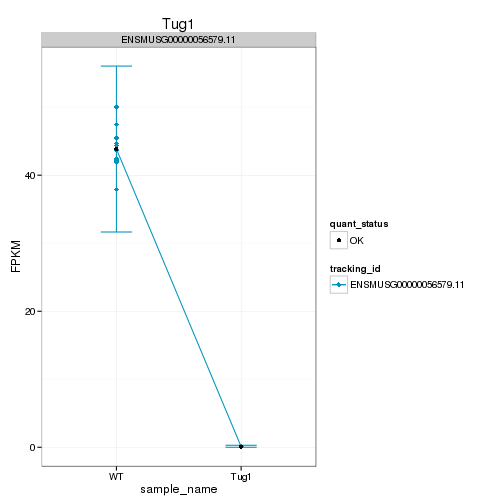 Tug1
ENSMUSG00000056579.11
40
20
0
FPKM
WT
Tug1
sample_name
quant_status
OK
tracking_id
ENSMUSG00000056579.11